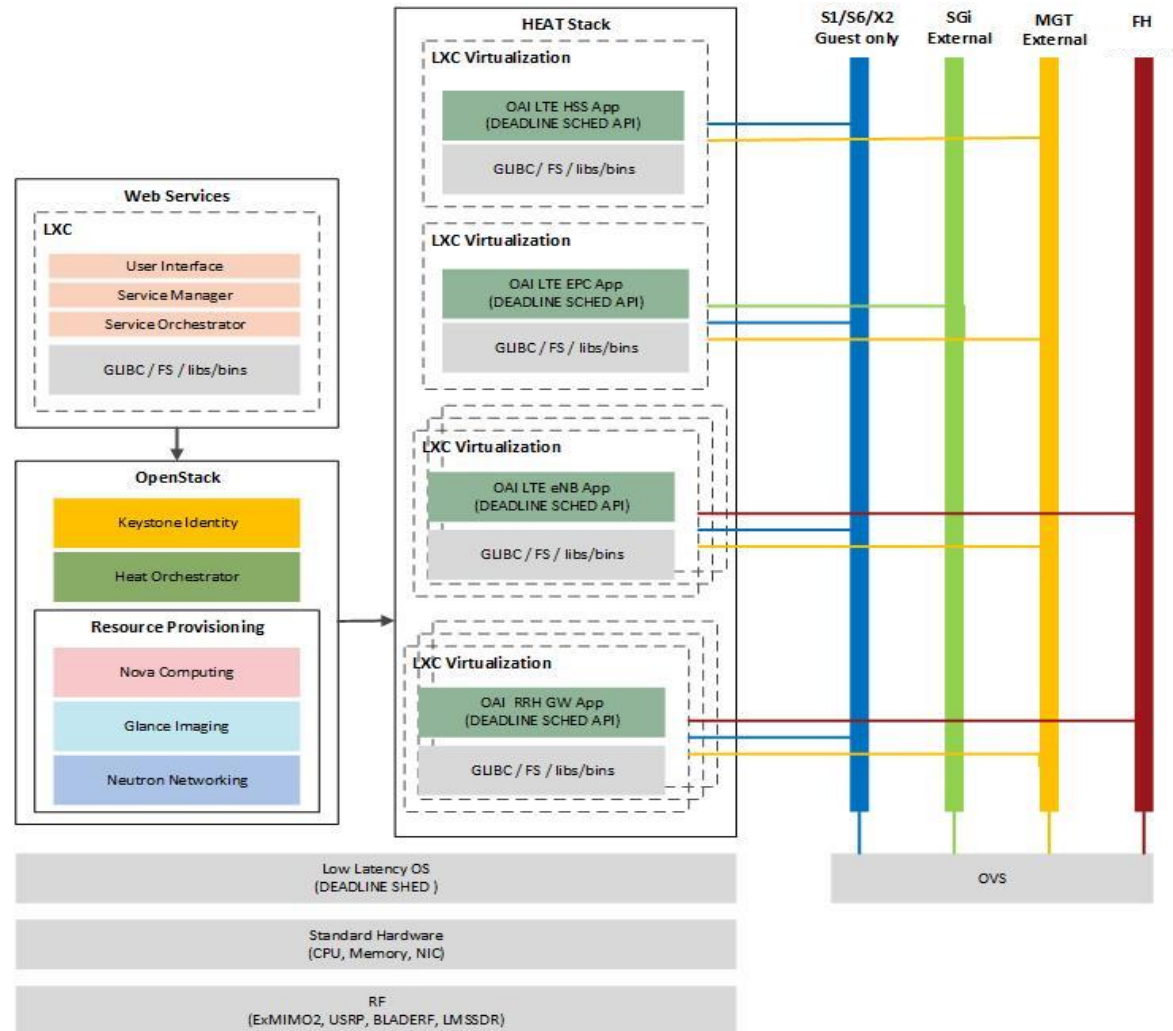 HEAT Stack
S1/S6/X2
Guest only
SGi
External
MGT
External
FH
LXC Virtualization
OAI LTE HSS App
(DEADLINE SCHED API)
GLIBC / FS / libs/bins
Web Services
LXC
User Interface
Service Manager
Service Orchestrator
GLIBC / FS / libs/bins
LXC Virtualization
OAI LTE EPC App
(DEADLINE SCHED API)
GLIBC / FS / libs/bins
OpenStack
Keystone Identity
Heat Orchestrator
Resource Provisioning
Nova Computing
Glance Imaging
Neutron Networking
LXC Virtualization
OAI LTE eNB App
(DEADLINE SCHED API)
GLIBC / FS / libs/bins
LXC Virtualization
OAI RRH GW App
(DEADLINE SCHED API)
GLIBC / FS / libs/bins
Low Latency OS
(DEADLINE SHED )
OVS
Standard Hardware
(CPU, Memory, NIC)
RF
(ExMIMO2, USRP, BLADERF, LMSSDR)